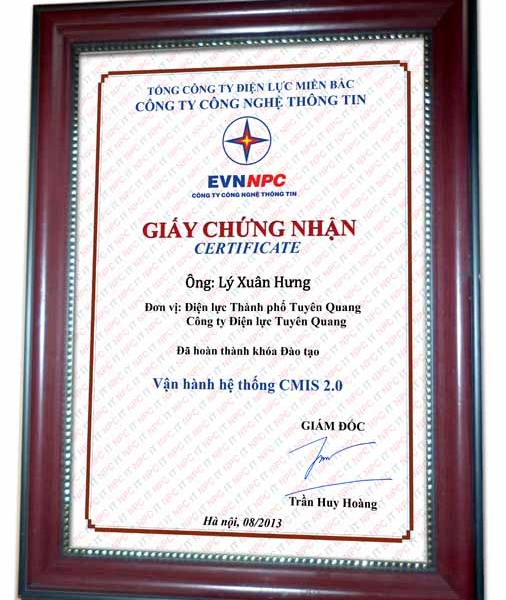 TỔNG CÔNG TY ĐIỆN LỰC MIỀN BẮC
CÔNG TY CÔNG NGHỆ THÔNG TIN
EVNNPC
CÔNG TY CÔNG NGHỆ THÔNG TIN
GIẤY CHỨNG NHẬN
CERTIFICATE
Ông: Lý Xuân Hưng
Đơn vị: Điện lực Thành phố Tuyên Quang
Công ty Điện lực Tuyên Quang
Đã hoàn thành khóa Đào tạo
Vận hành hệ thống CMIS 2.0
GIÁM ĐỐC
Trần Huy Hoàng
Hà nội, 08/2013